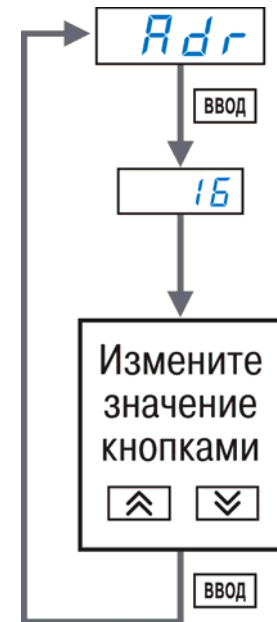 Adr
ВВОД
16
Измените
значение
кнопками
ВВОД